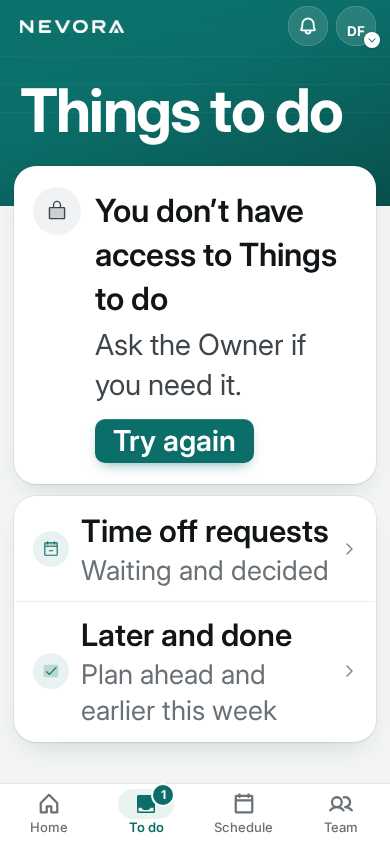 NEVORA
DF
Things to do
You don't have
access to Things
to do
Ask the Owner if
you need it.
Try again
Time off requests
Waiting and decided
Later and done
Plan ahead and
earlier this week
1
Home
To do
Schedule
Team